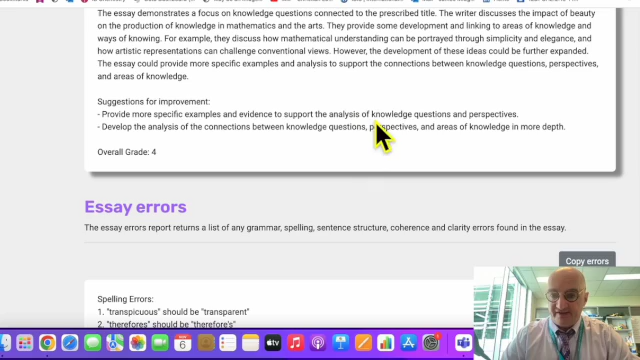 The essay demonstrates a focus on knowledge questions connected to the prescribed title. The writer discusses the impact of beauty
on the production of knowledge in mathematics and the arts. They provide some development and linking to areas of knowledge and
ways of knowing. For example, they discuss how mathematical understanding can be portrayed through simplicity and elegance, and
how artistic representations can challenge conventional views. However, the development of these ideas could be further expanded.
The essay could provide more specific examples and analysis to support the connections between knowledge questions, perspectives,
and areas of knowledge.
Suggestions for improvement:
- Provide more specific examples and evidence to support the analysis of knowledge questions and perspectives.
- Develop the analysis of the connections between knowledge questions, perspectives, and areas of knowledge in more depth.
Overall Grade: 4
Essay errors
The essay errors report returns a list of any grammar, spelling, sentence structure, coherence and clarity errors found in the essay.
Copy errors
Spelling Errors:
1. "transpicuous" should be "transparent"
2. "therefores" should be "therefore's"
6
tv